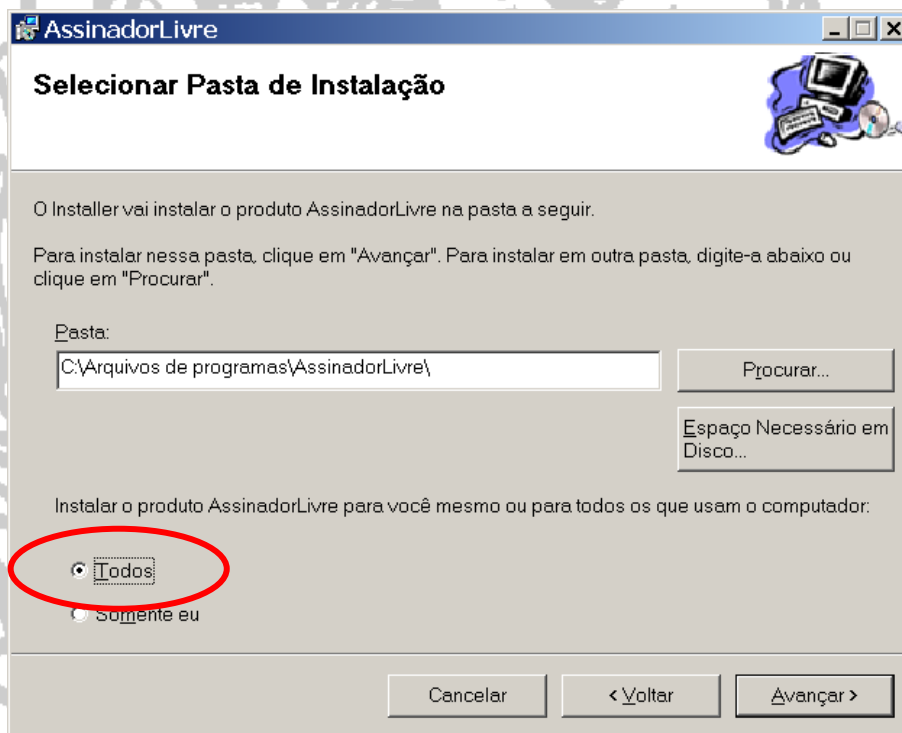 AssinadorLivre
Selecionar Pasta de Instalação
O Installer vai instalar o produto AssinadorLivre na pasta a seguir.
Para instalar nessa pasta, clique em "Avançar". Para instalar em outra pasta, digite-a abaixo ou
clique em "Procurar".
Pasta:
C:\Arquivos de programas\AssinadorLivre\
Procurar...
Espaço Necessário em
Disco...
Instalar o produto AssinadorLivre para você mesmo ou para todos os que usam o computador:
Todos
Somente eu
Cancelar
< Voltar
Avançar >